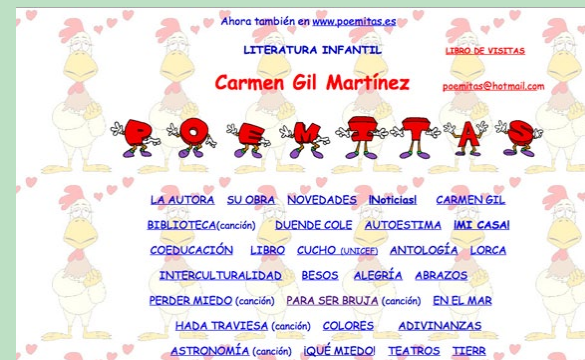 Ahora también en www.poemitas.es
LITERATURA INFANTIL
LIBRO DE VISITAS
Carmen Gil Martínez
poemitas@hotmail.com
POEMITAS
LA AUTORA SU OBRA NOVEDADES ¡Noticias! CARMEN GIL
BIBLIOTECA(canción) DUENDE COLE AUTOESTIMA ¡MI CASA!
COEDUCACIÓN LIBRO CUCHO (UNICEF) ANTOLOGÍA LORCA
INTERCULTURALIDAD BESOS ALEGRÍA ABRAZOS
PERDER MIEDO (canción) PARA SER BRUJA (canción) EN EL MAR
HADA TRAVIESA (canción) COLORES ADIVINANZAS
ASTRONOMÍA (canción) ¡QUÉ MIEDO! TEATROS TIERR